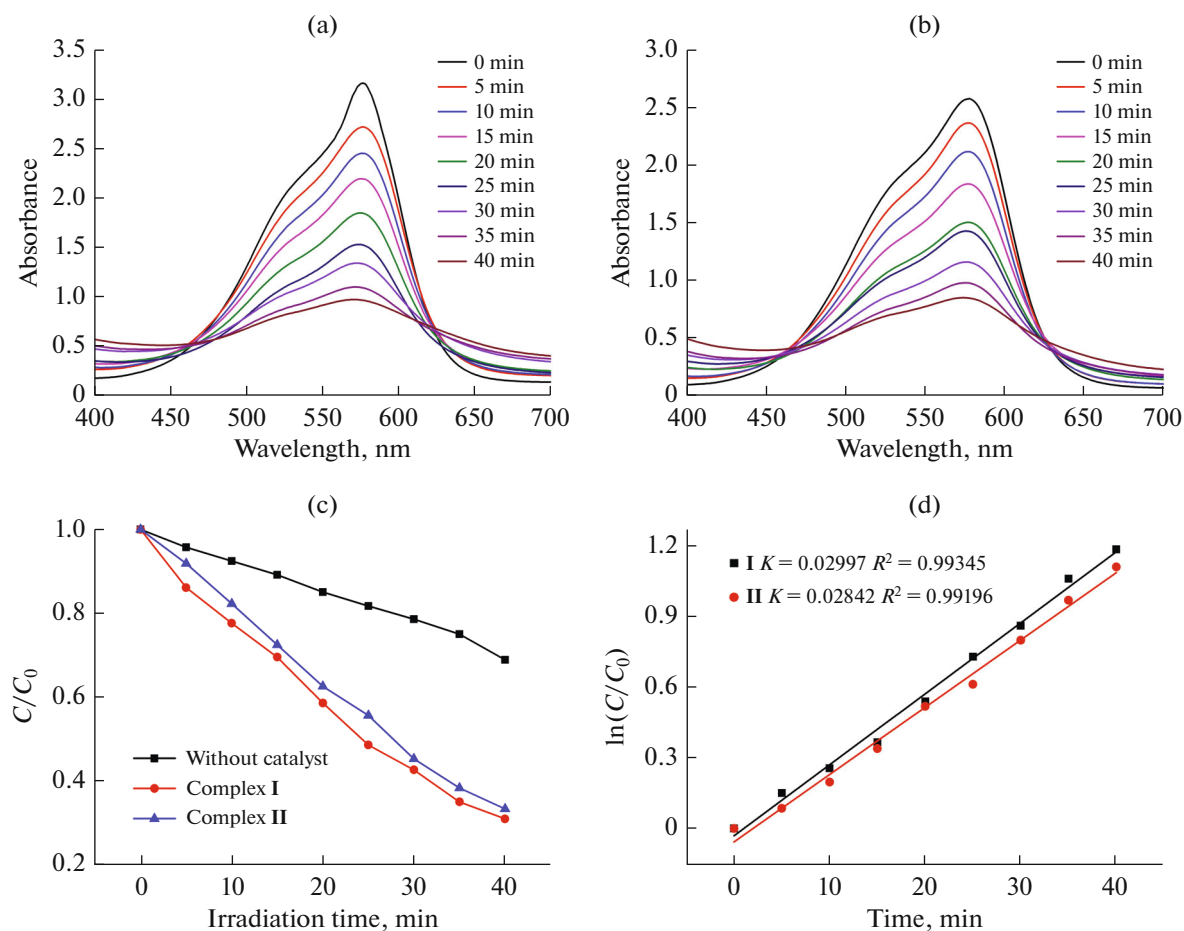 (a)
3.5
3.0
2.5
2.0
1.5
1.0
0.5
0
Absorbance
0 min
5 min
10 min
15 min
20 min
25 min
30 min
35 min
40 min
400 450 500 550 600 650 700
Wavelength, nm
(b)
3.0
2.5
2.0
1.5
1.0
0.5
0
Absorbance
0 min
5 min
10 min
15 min
20 min
25 min
30 min
35 min
40 min
400 450 500 550 600 650 700
Wavelength, nm
(c)
1.0
0.8
0.6
0.4
0.2
C/C0
Without catalyst
Complex I
Complex II
0 10 20 30 40
Irradiation time, min
(d)
1.2
0.9
0.6
0.3
0
ln(C/C0)
I K = 0.02997 R² = 0.99345
II K = 0.02842 R² = 0.99196
0 10 20 30 40
Time, min